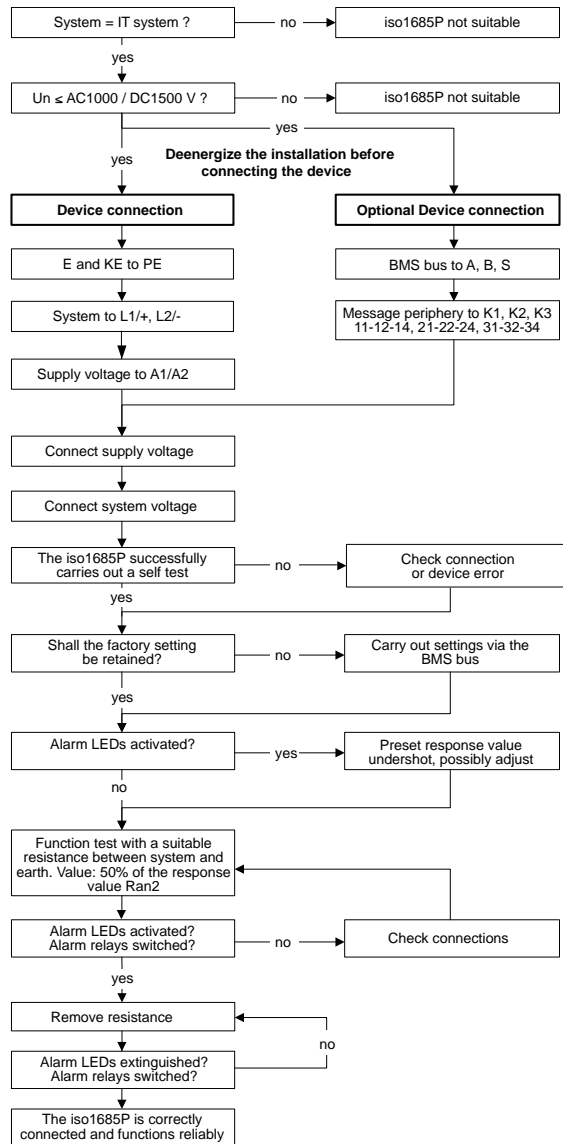 System = IT system ?
no
iso1685P not suitable
yes
Un ≤ AC1000 / DC1500 V ?
no
iso1685P not suitable
yes
yes
Deenergize the installation before
connecting the device
Device connection
Optional Device connection
E and KE to PE
BMS bus to A, B, S
System to L1/+, L2/-
Message periphery to K1, K2, K3
11-12-14, 21-22-24, 31-32-34
Supply voltage to A1/A2
Connect supply voltage
Connect system voltage
The iso1685P successfully
carries out a self test
no
Check connection
or device error
yes
Shall the factory setting
be retained?
no
Carry out settings via the
BMS bus
yes
Alarm LEDs activated?
yes
Preset response value
undershot, possibly adjust
no
Function test with a suitable
resistance between system and
earth. Value: 50% of the response
value Ran2
Alarm LEDs activated?
Alarm relays switched?
no
Check connections
yes
Remove resistance
no
Alarm LEDs extinguished?
Alarm relays switched?
The iso1685P is correctly
connected and functions reliably